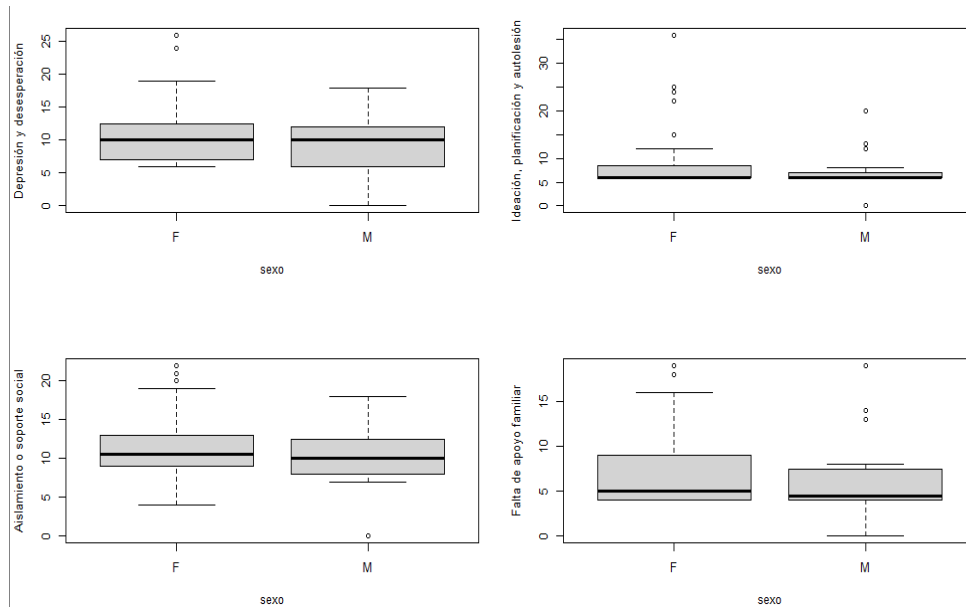 Depresión y desesperación
25
20
15
10
5
0
F
M
sexo
Ideación, planificación y autolesión
30
20
10
5
0
F
M
sexo
Aislamiento o soporte social
20
15
10
5
0
F
M
sexo
Falta de apoyo familiar
15
10
5
0
F
M
sexo